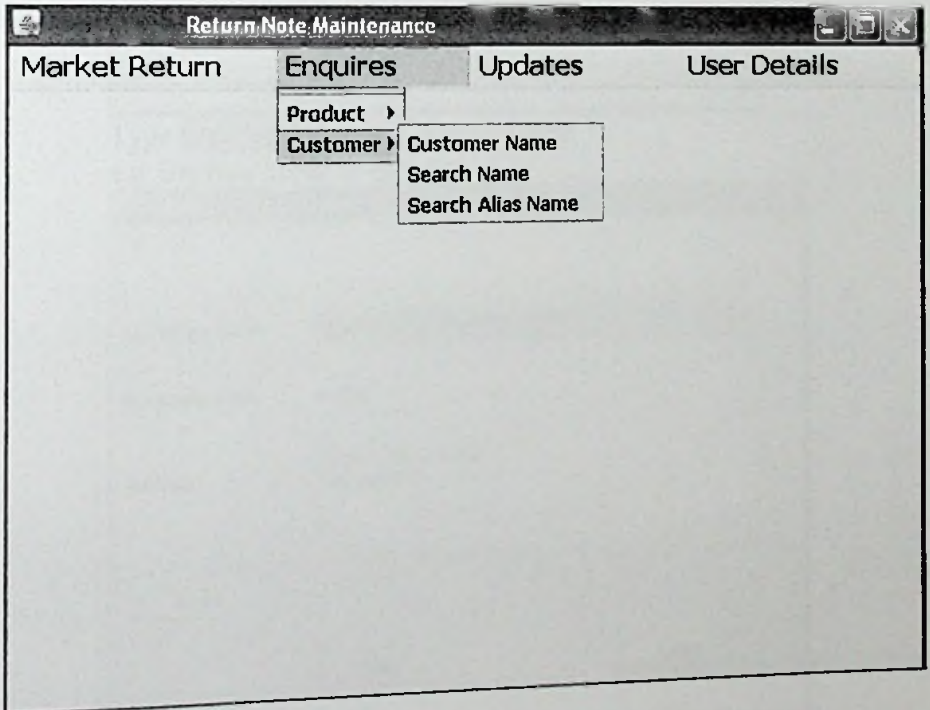 Return Note Maintenance
Market Return Enquires Updates User Details
Product
Customer Customer Name
Search Name
Search Alias Name